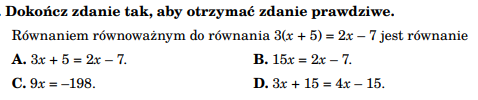 . Dokończ zdanie tak, aby otrzymać zdanie prawdziwe.
Równaniem równoważnym do równania 3(x + 5) = 2x – 7 jest równanie
A. 3x + 5 = 2x – 7. B. 15x = 2x – 7.
C. 9x = –198. D. 3x + 15 = 4x – 15.